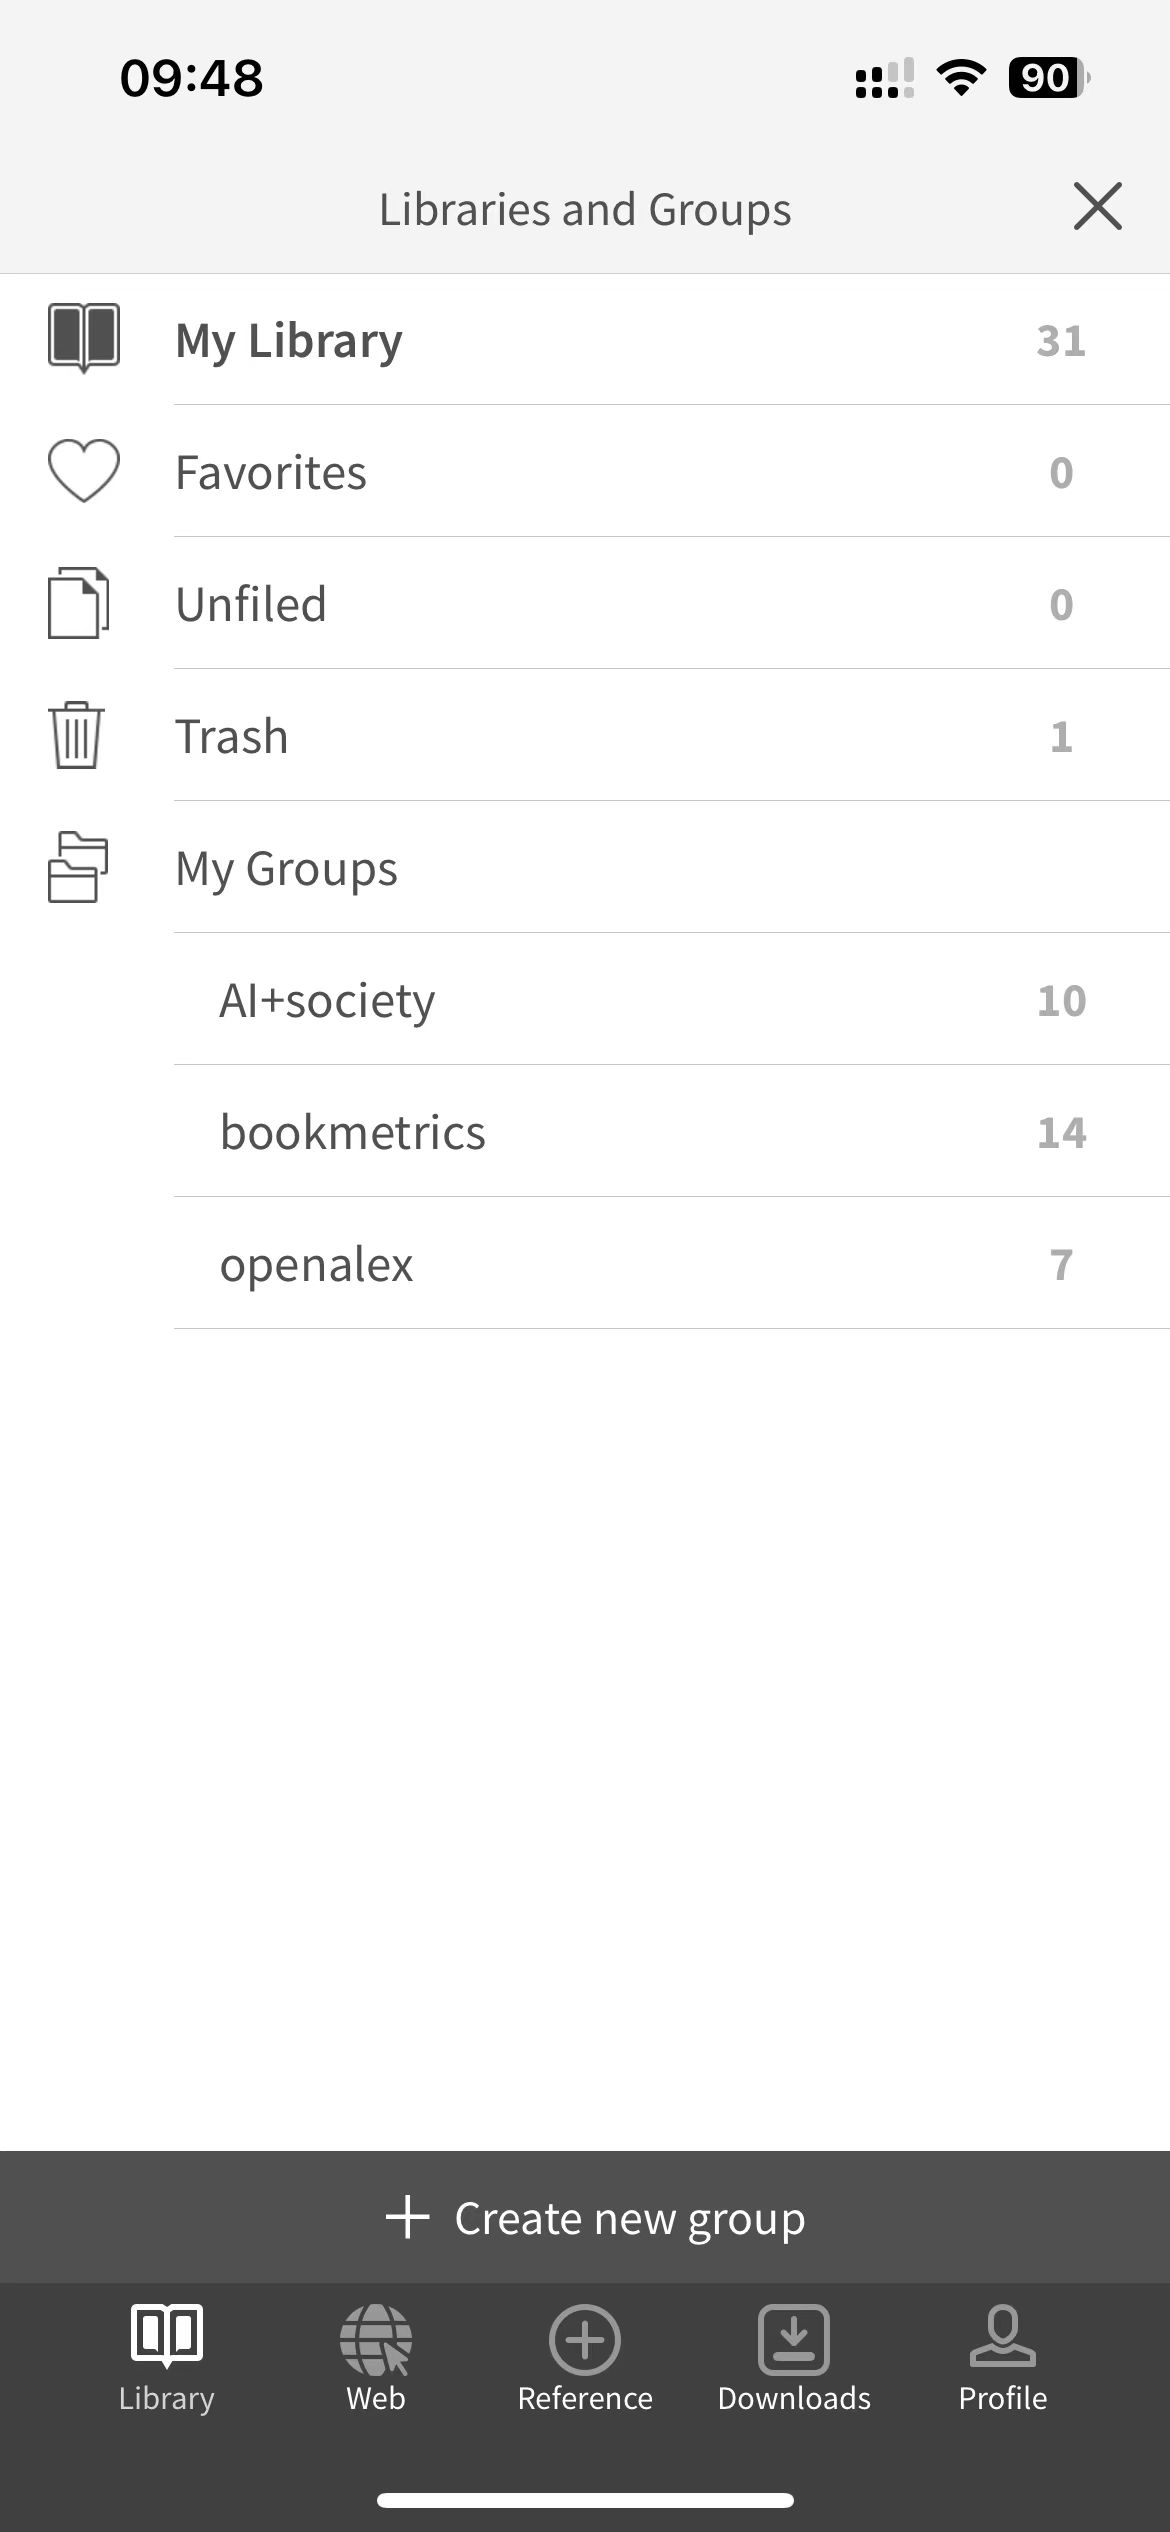 09:48
90
Libraries and Groups
My Library 31
Favorites 0
Unfiled 0
Trash 1
My Groups
AI+society 10
bookmetrics 14
openalex 7
Create new group
Library Web Reference Downloads Profile